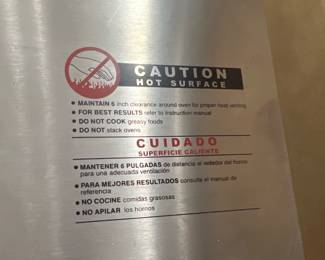 CAUTION
HOT SURFACE
• MAINTAIN 6 inch clearance around oven for proper heat venting
• FOR BEST RESULTS refer to instruction manual
• DO NOT COOK greasy foods
• DO NOT stack ovens
CUIDADO
SUPERFICIE CALIENTE
• MANTENER 6 PULGADAS de distancia al rededor del horno
para una adecuada ventilación
• PARA MEJORES RESULTADOS consulte el manual de
referencia
• NO COCINE comidas grasosas
• NO APILAR los hornos